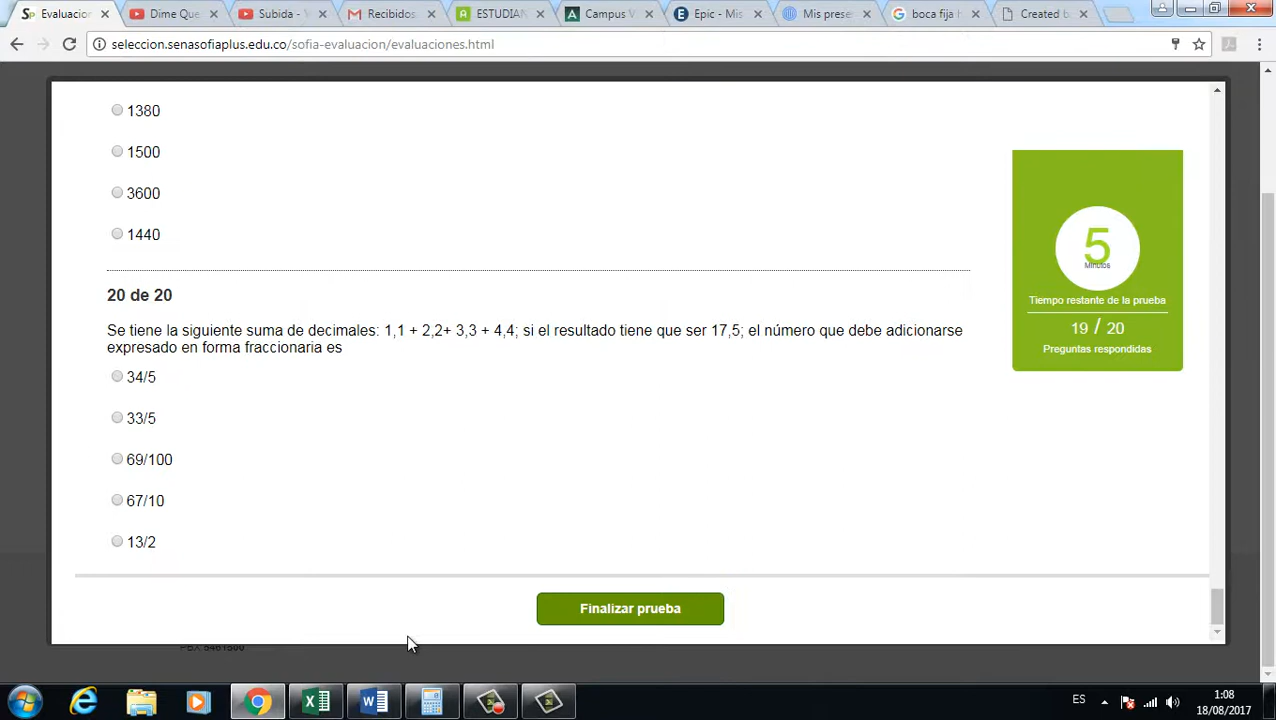 Evaluacior
Dime Que
Subida - V
Recibidos
ESTUDIAN
Campus V
Epic - Mis
Mis prese
boca fija h
Created b
seleccion.senasofiaplus.edu.co/sofia-evaluacion/evaluaciones.html
1380
1500
3600
1440
5
Minutos
Tiempo restante de la prueba
19 / 20
Preguntas respondidas
20 de 20
Se tiene la siguiente suma de decimales: 1,1 + 2,2+ 3,3 + 4,4; si el resultado tiene que ser 17,5; el número que debe adicionarse
expresado en forma fraccionaria es
34/5
33/5
69/100
67/10
13/2
Finalizar prueba
PBX 5461500
ES
1:08
18/08/2017